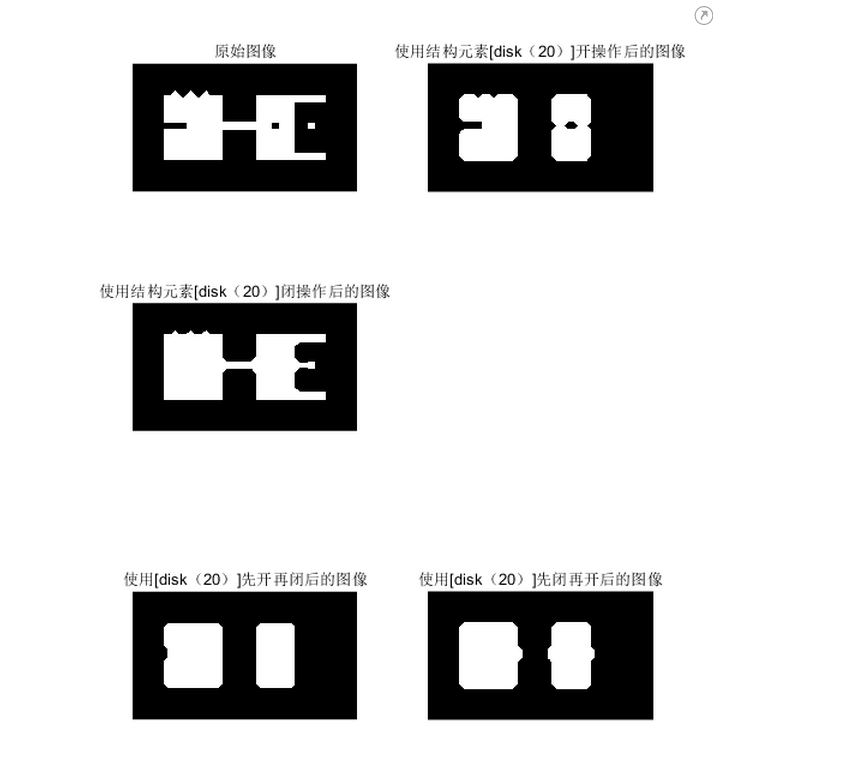 原始图像
使用结构元素[disk（20）]开操作后的图像
使用结构元素[disk（20）]闭操作后的图像
使用[disk（20）]先开再闭后的图像
使用[disk（20）]先闭再开后的图像